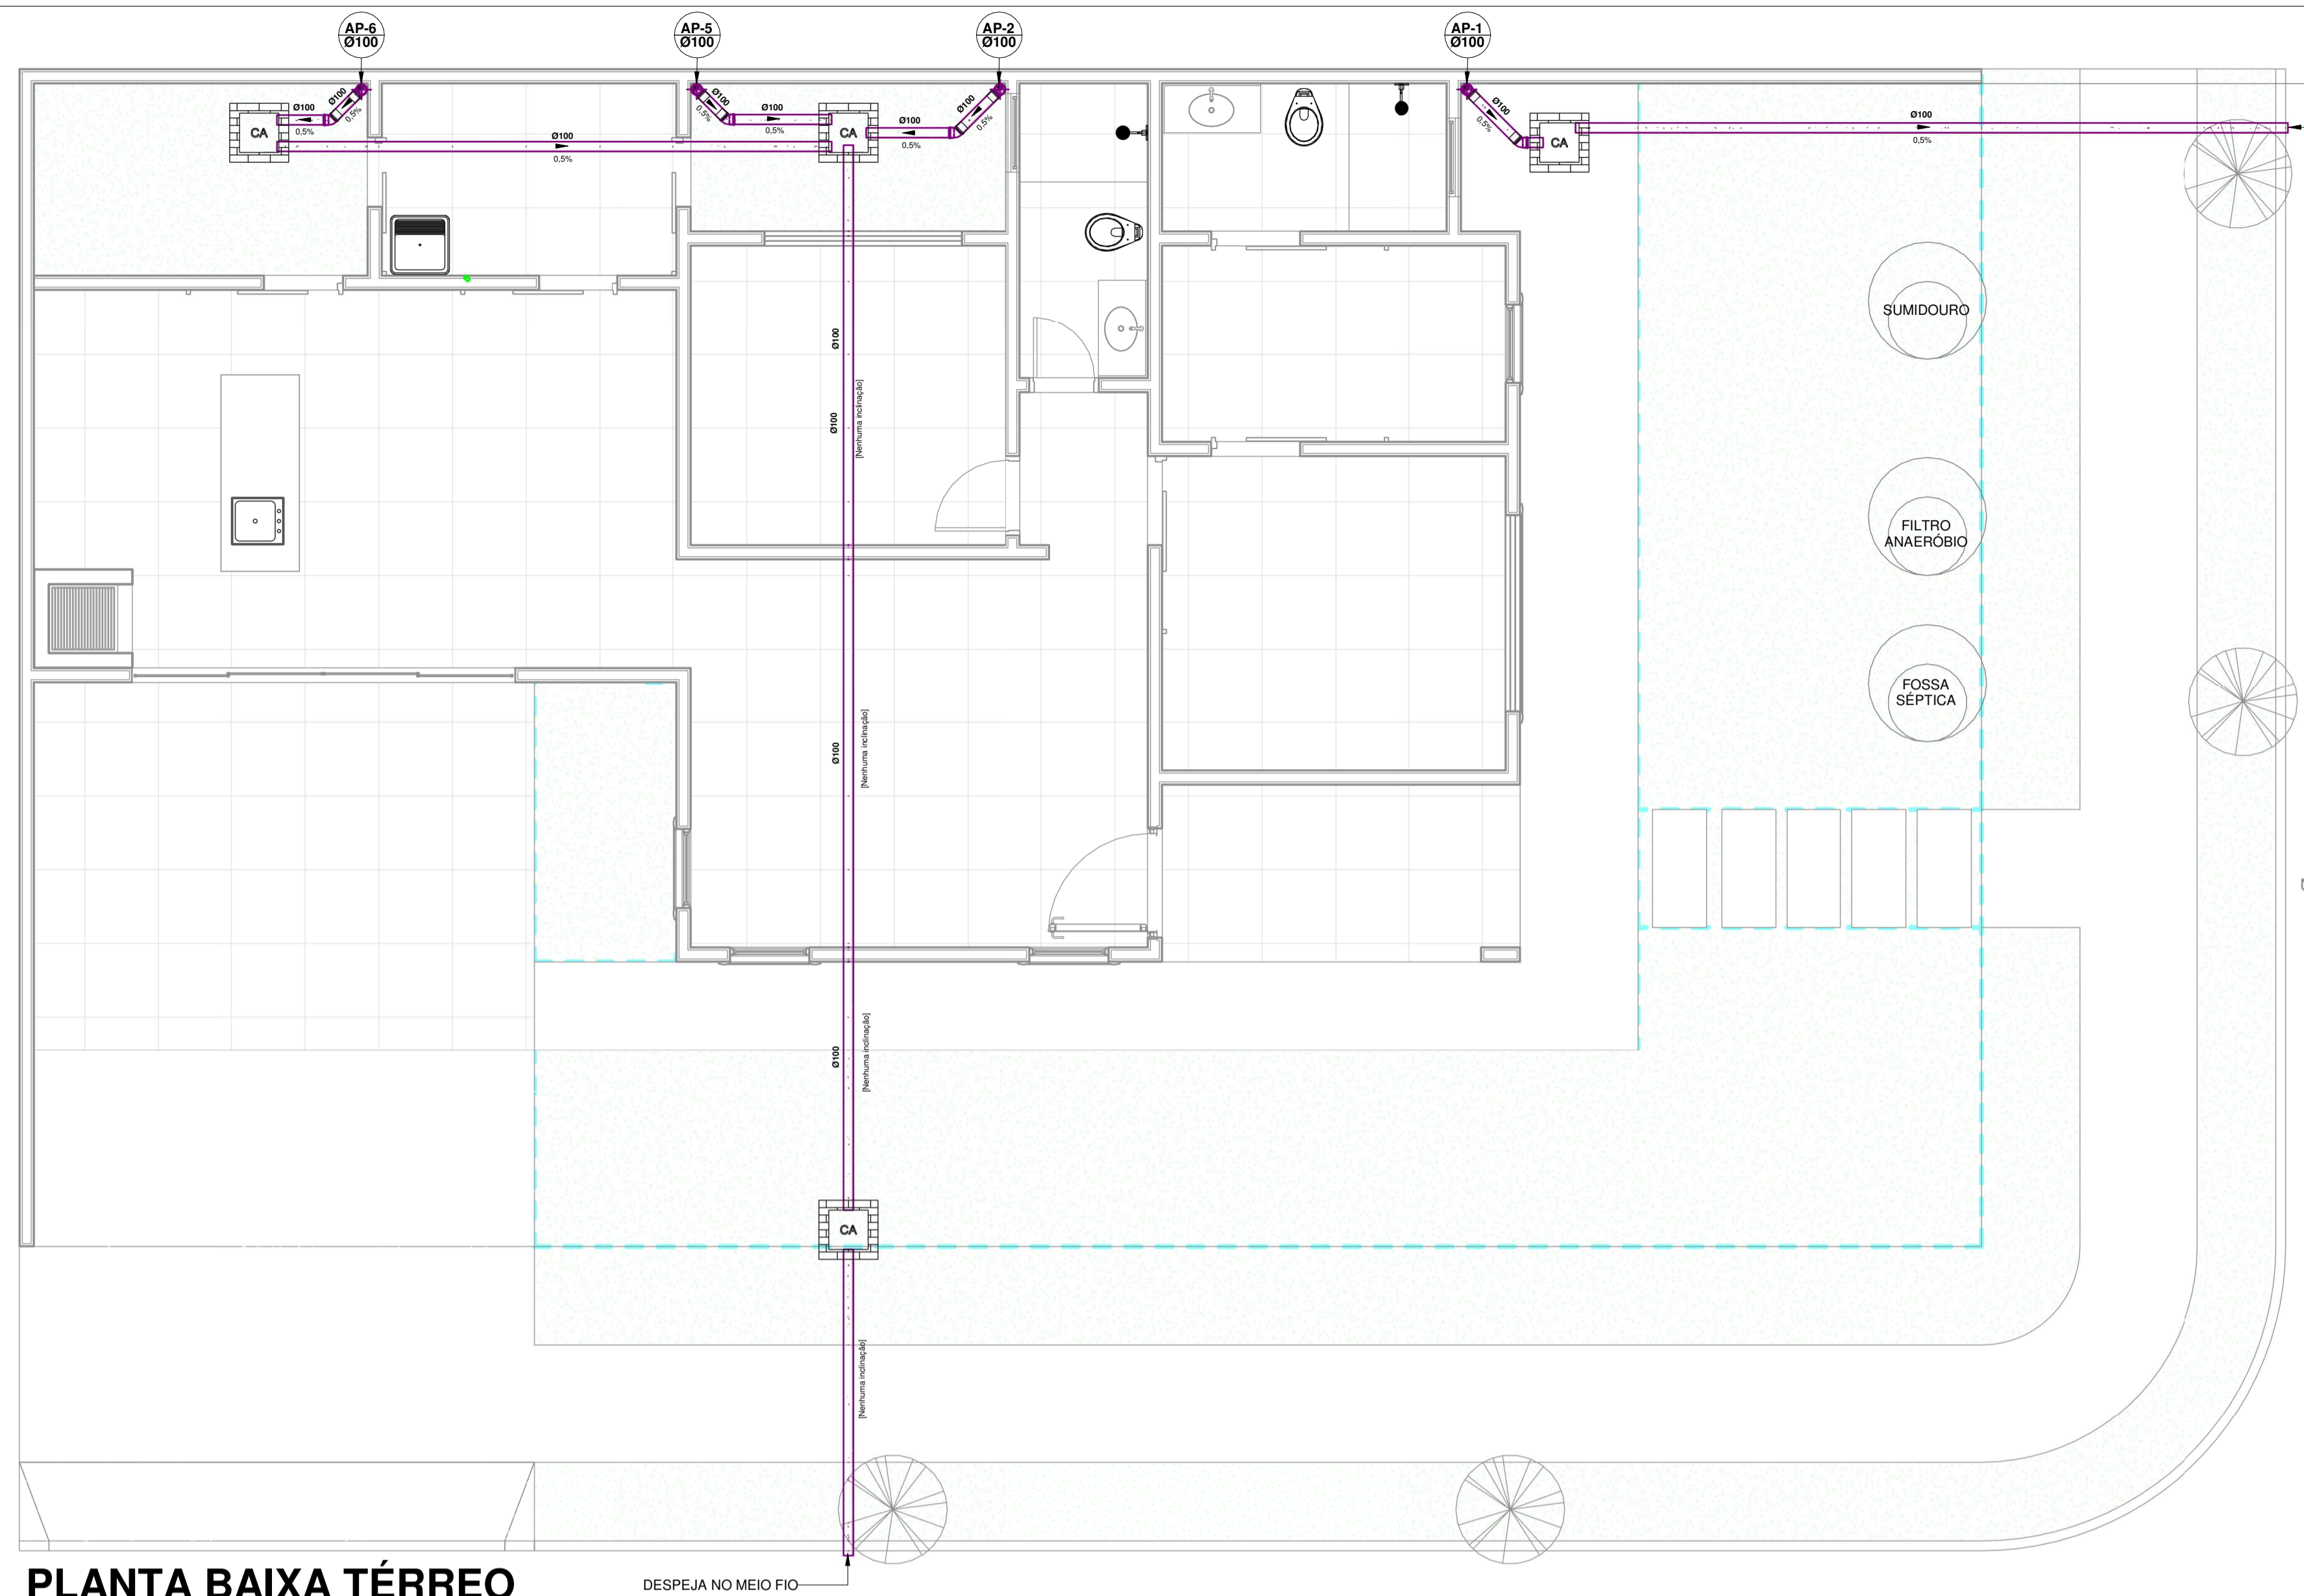 AP-6
Ø100
AP-5
Ø100
AP-2
Ø100
AP-1
Ø100
Ø100
0,5%
Ø100
0,5%
CA
Ø100
0,5%
Ø100
0,5%
Ø100
0,5%
CA
Ø100
0,5%
Ø100
0,5%
Ø100
0,5%
CA
Ø100
0,5%
SUMIDOURO
Ø100
Ø100
[Nenhuma inclinação]
FILTRO
ANAERÓBIO
FOSSA
SÉPTICA
Ø100
[Nenhuma inclinação]
Ø100
[Nenhuma inclinação]
CA
[Nenhuma inclinação]
PLANTA BAIXA TÉRREO
DESPEJA NO MEIO FIO